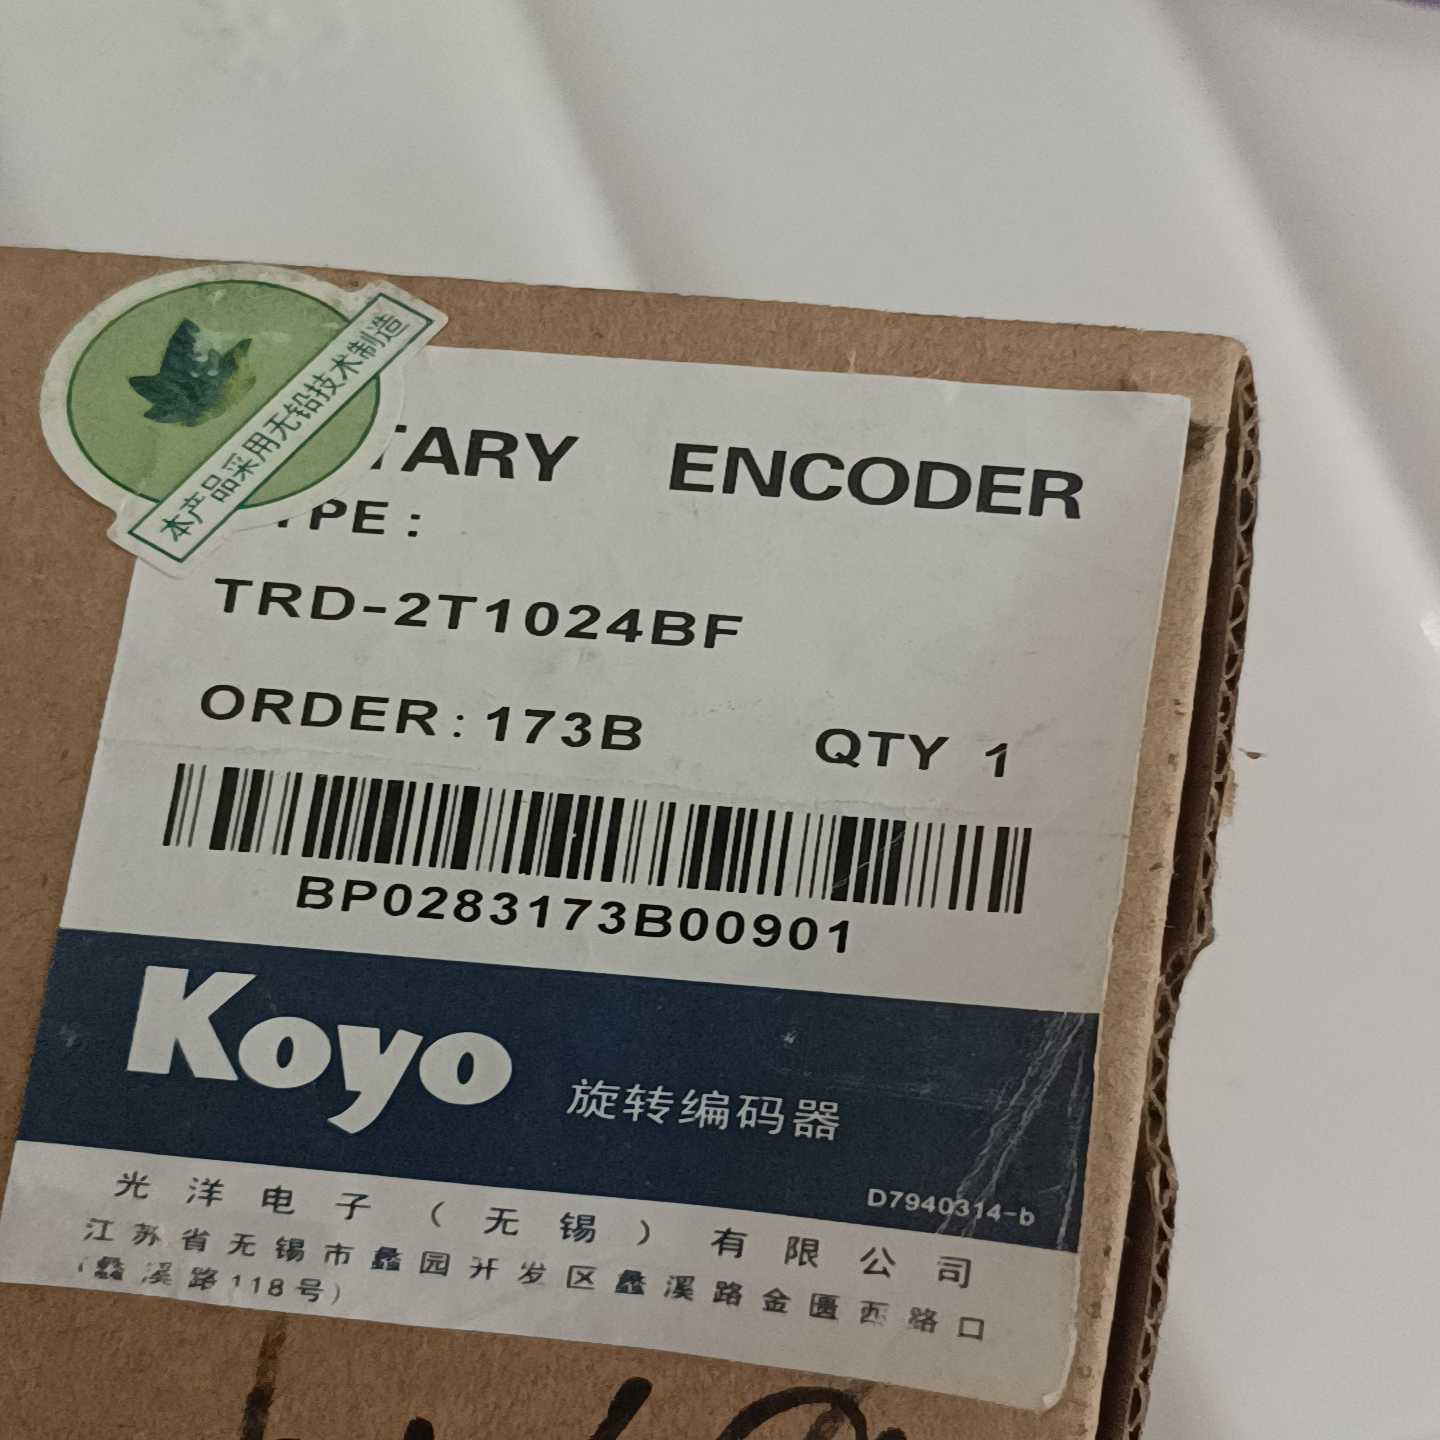 本产品采用无铅技术制造
TARY ENCODER
TYPE:
TRD-2T1024BF
ORDER: 173B QTY 1
BP0283173B00901
Koyo 旋转编码器
D7940314-b
光洋电子（无锡）有限公司
江苏省无锡市蠡园开发区蠡溪路金匮西路口
（蠡溪路118号）